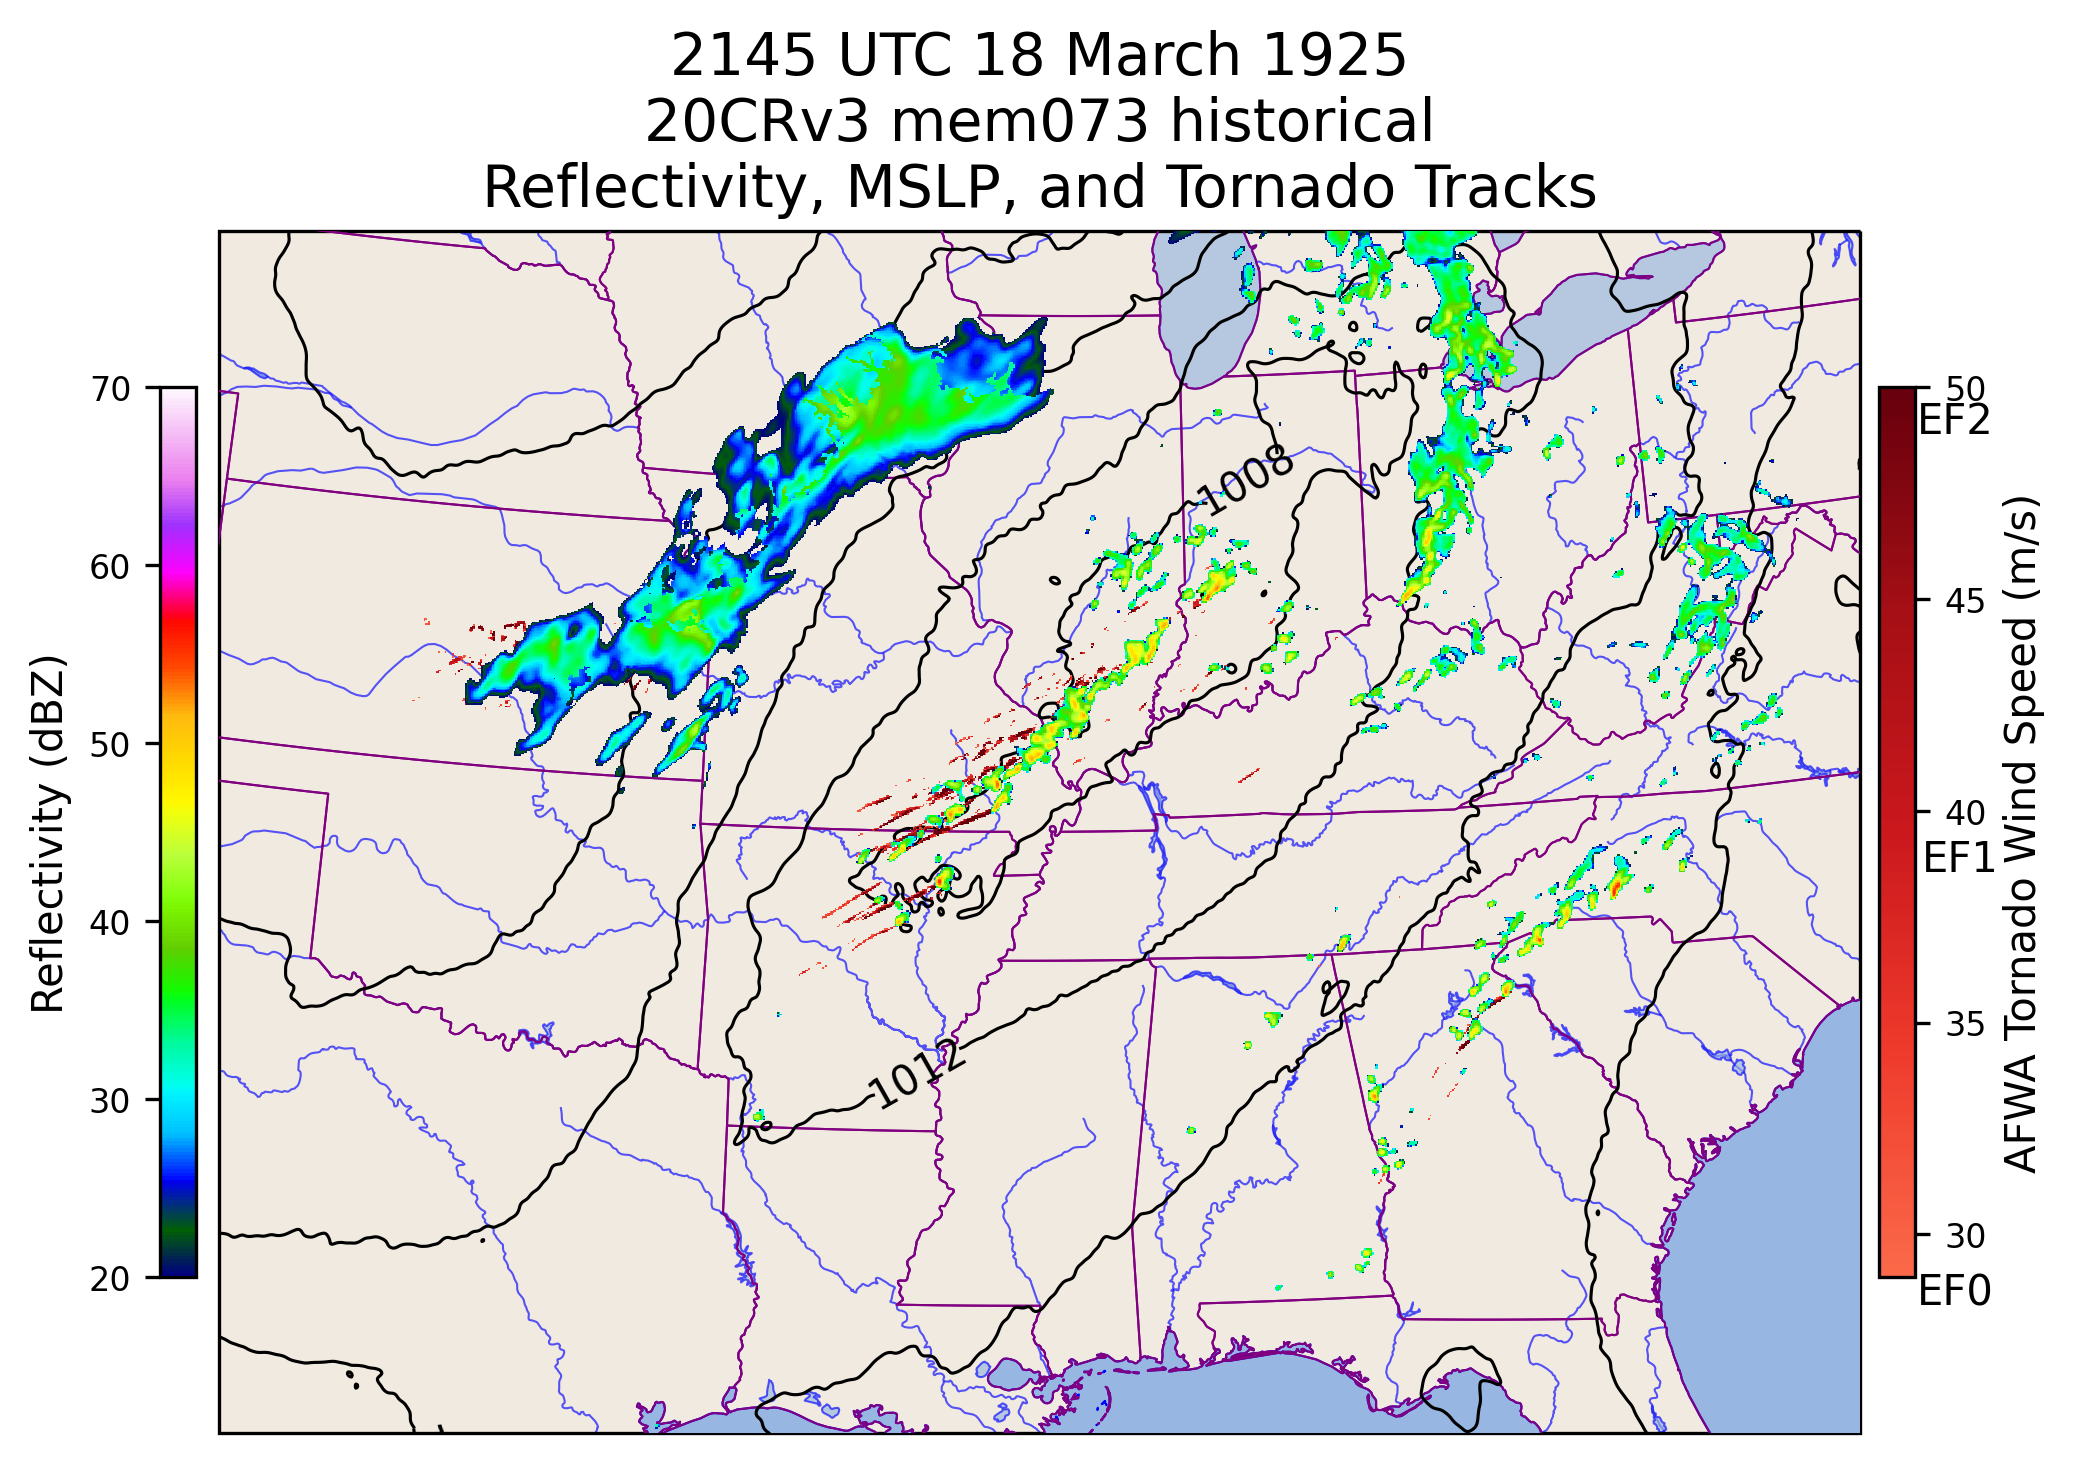 2145 UTC 18 March 1925
20CRv3 mem073 historical
Reflectivity, MSLP, and Tornado Tracks
70
60
50
40
30
20
Reflectivity (dBZ)
1008
1012
50
EF2
45
40
EF1
35
30
EF0
AFWA Tornado Wind Speed (m/s)